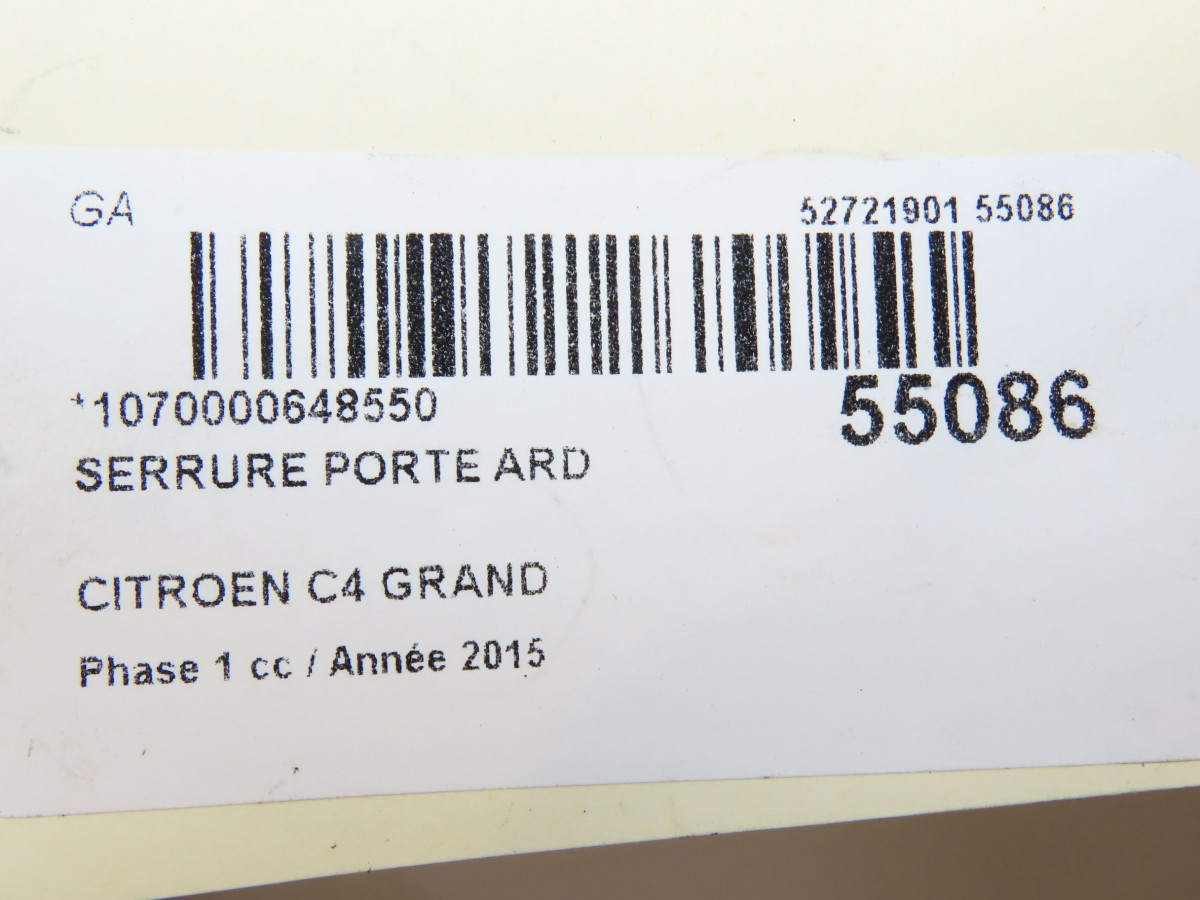 GA
52721901 55086
*1070000648550
55086
SERRURE PORTE ARD
CITROEN C4 GRAND
Phase 1 cc / Année 2015